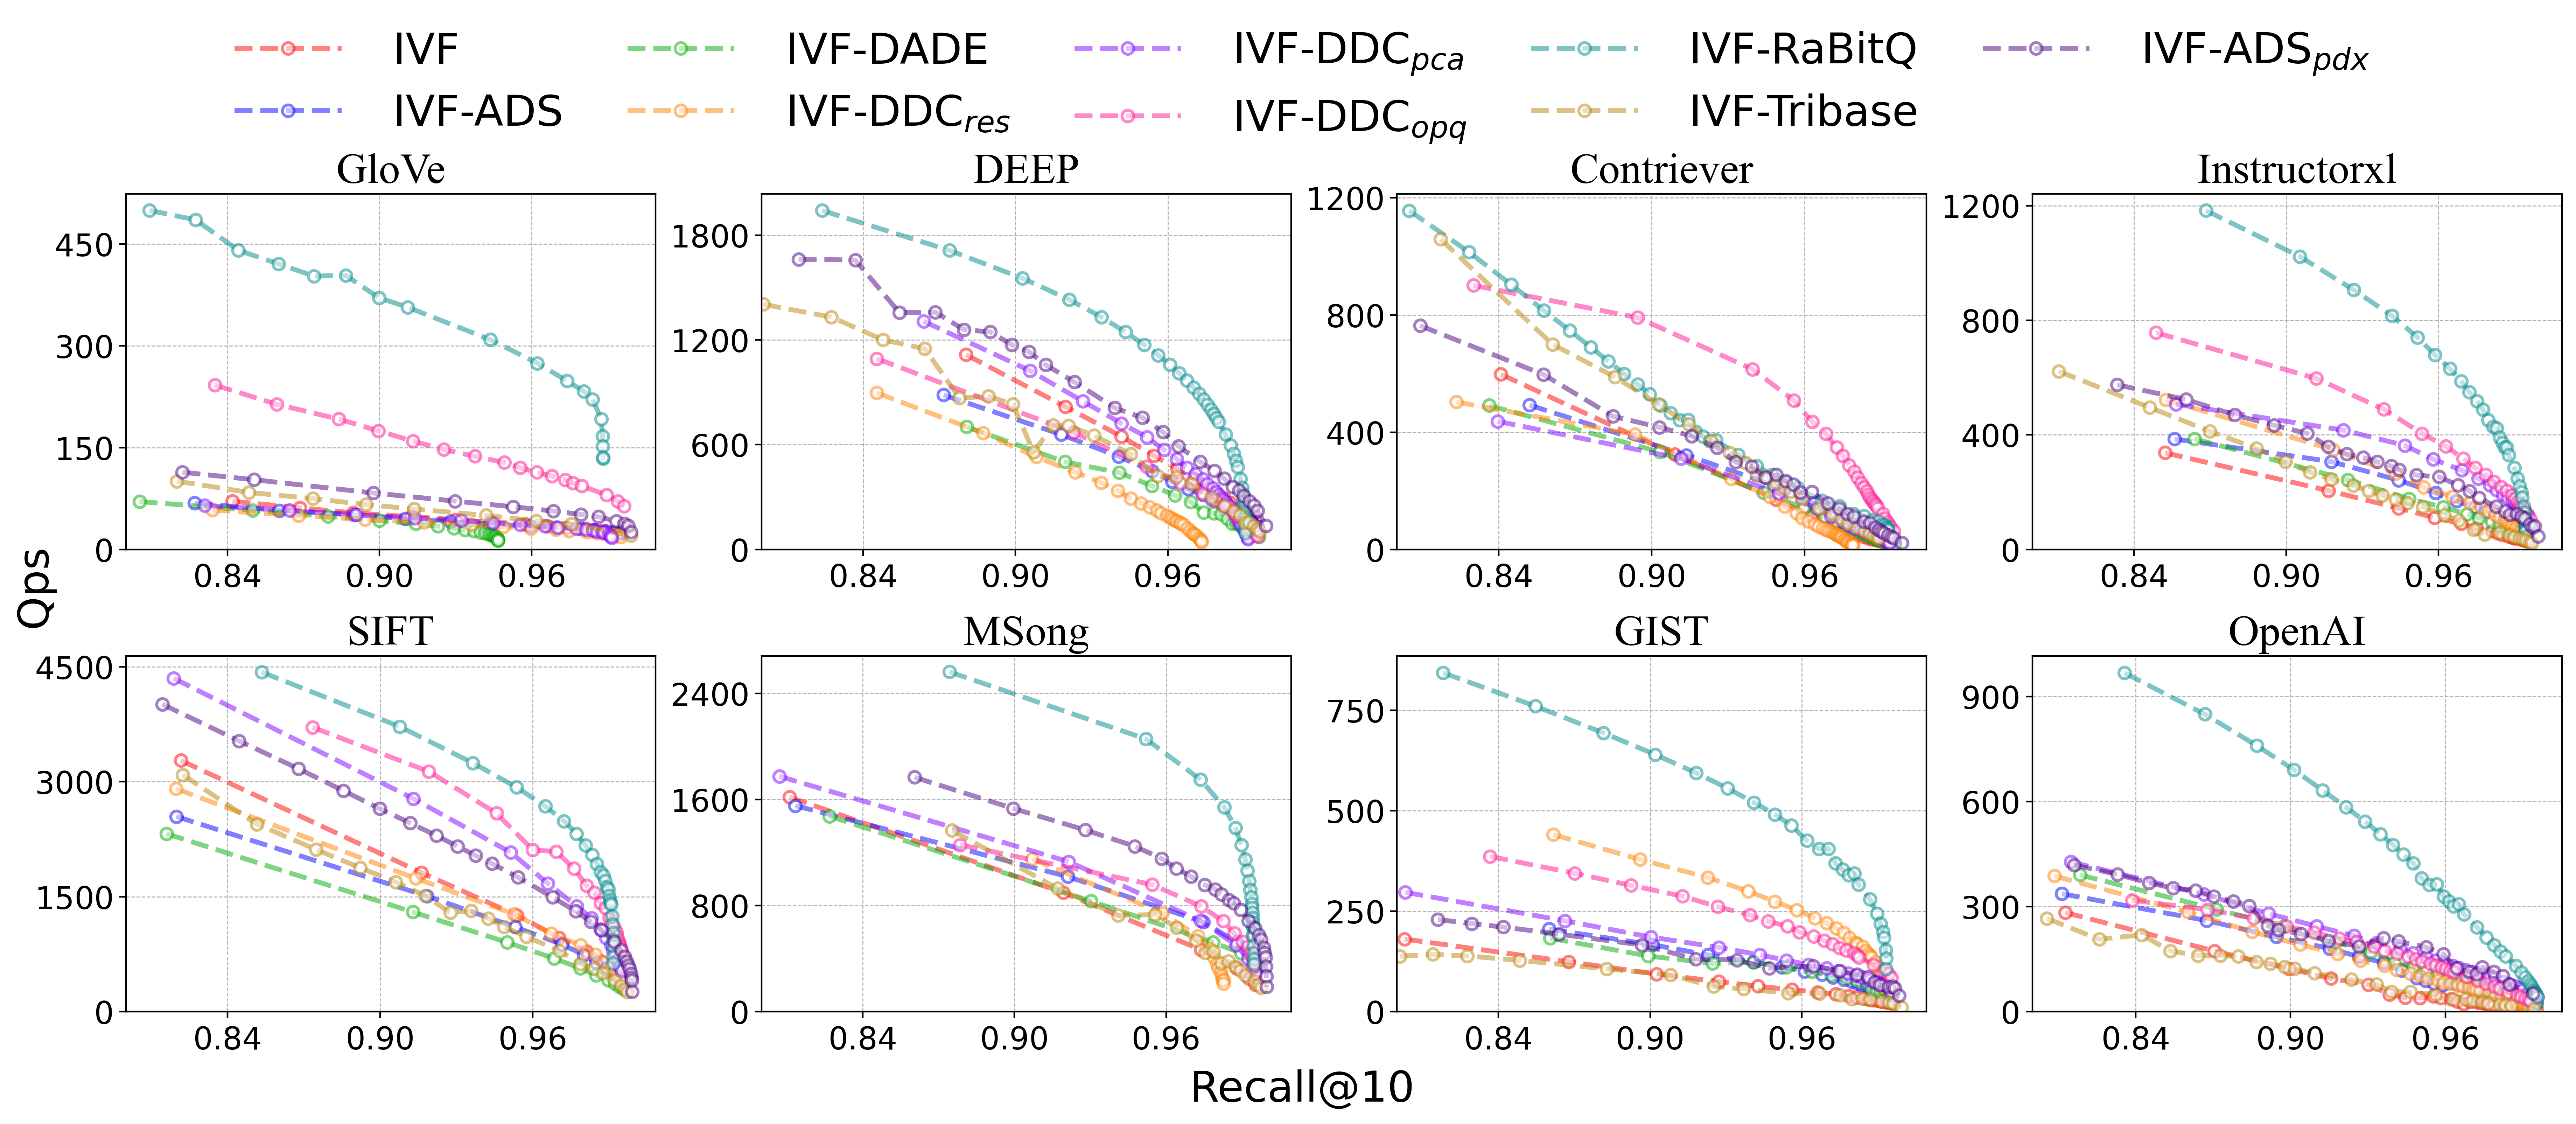 IVF IVF-DADE IVF-DDC_pca IVF-RaBitQ IVF-ADS_pdx
IVF-ADS IVF-DDC_res IVF-DDC_opq IVF-Tribase
GloVe DEEP Contriever Instructorxl
450
300
150
0
0.84 0.90 0.96
1800
1200
600
0
0.84 0.90 0.96
1200
800
400
0
0.84 0.90 0.96
1200
800
400
0
0.84 0.90 0.96
Qps
SIFT MSong GIST OpenAI
4500
3000
1500
0
0.84 0.90 0.96
2400
1600
800
0
0.84 0.90 0.96
750
500
250
0
0.84 0.90 0.96
900
600
300
0
0.84 0.90 0.96
Recall@10